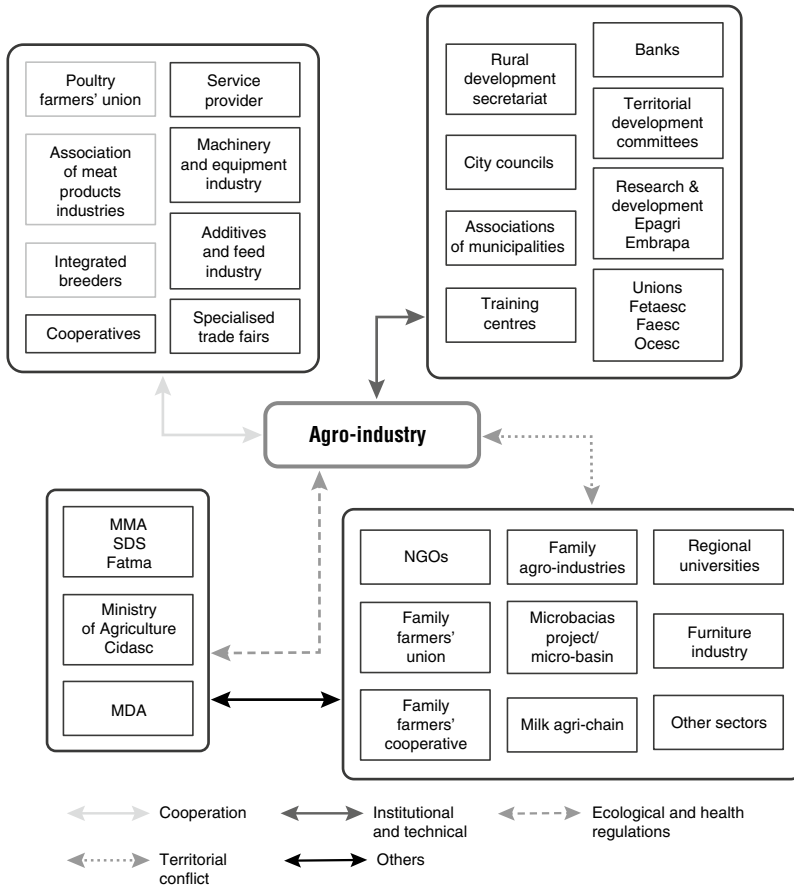 Poultry
farmers' union
Association
of meat
products
industries
Integrated
breeders
Cooperatives
Service
provider
Machinery
and equipment
industry
Additives
and feed
industry
Specialised
trade fairs
Rural
development
secretariat
City councils
Associations
of municipalities
Training
centres
Banks
Territorial
development
committees
Research &
development
Epagri
Embrapa
Unions
Fetaesc
Faesc
Ocesc
Agro-industry
MMA
SDS
Fatma
Ministry
of Agriculture
Cidasc
MDA
NGOs
Family
agro-industries
Regional
universities
Family
farmers'
union
Microbacias
project/
micro-basin
Furniture
industry
Family
farmers'
cooperative
Milk agri-chain
Other sectors
Cooperation
Institutional
and technical
Ecological and health
regulations
Territorial
conflict
Others